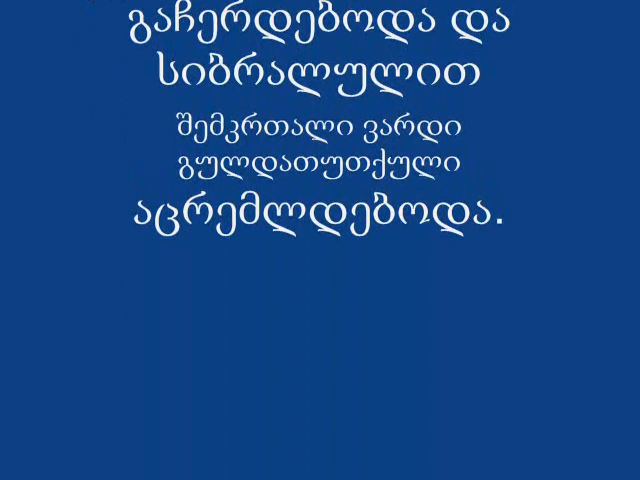 გაჩერდებოდა და
სიბრალულით
შემკრთალი ვარდი
გულდათუთქული
აცრემლდებოდა.